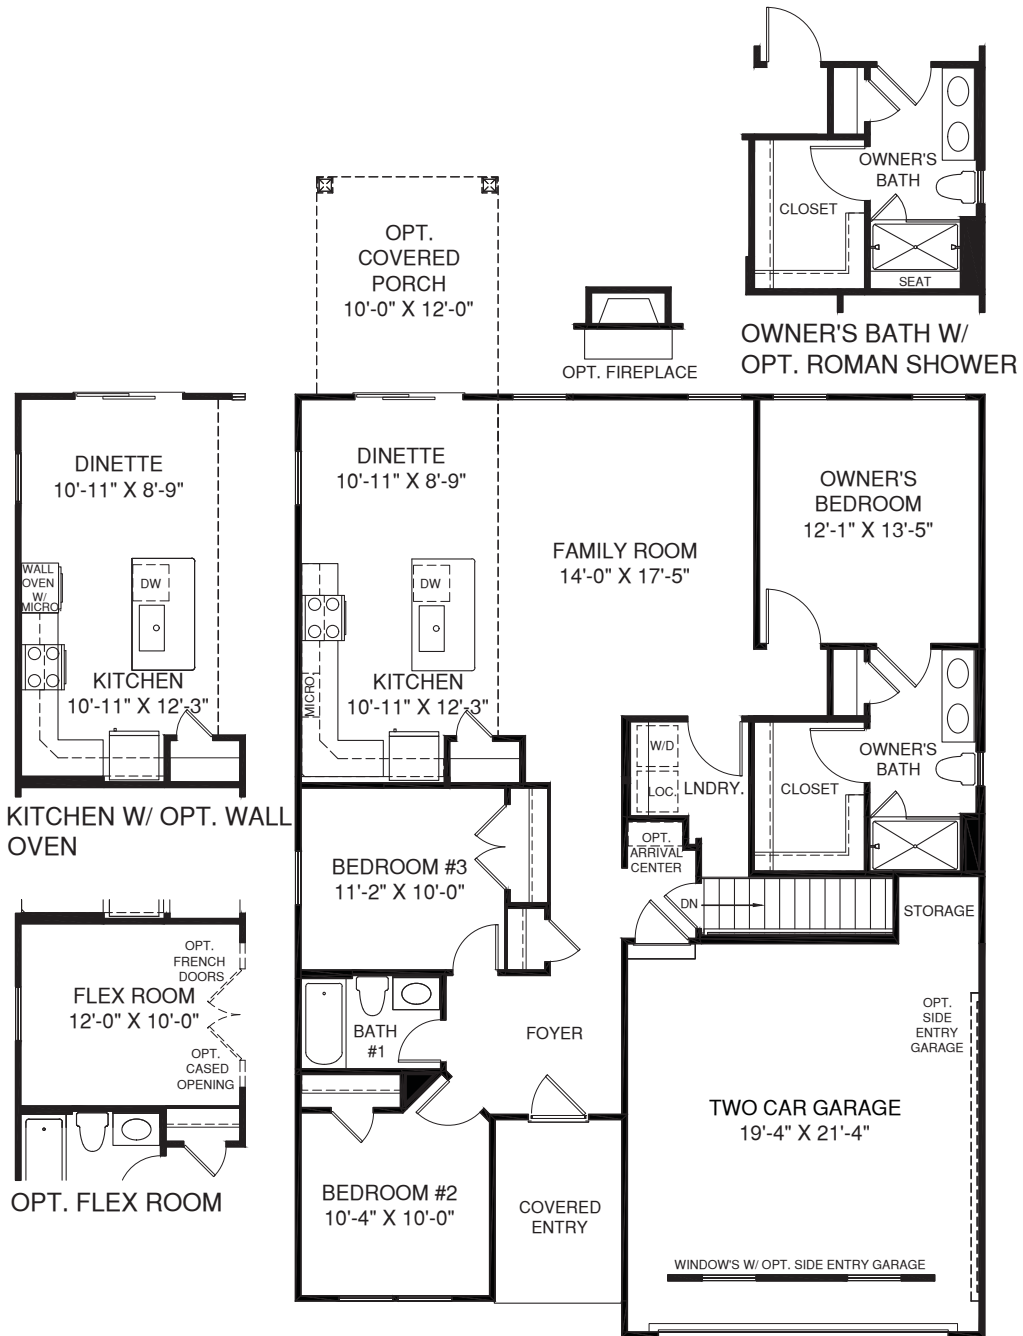 OWNER'S
BATH
CLOSET
SEAT
OWNER'S BATH W/
OPT. ROMAN SHOWER
OPT.
COVERED
PORCH
10'-0" X 12'-0"
OPT. FIREPLACE
DINETTE
10'-11" X 8'-9"
WALL
OVEN
W/
MICRO
DW
KITCHEN
10'-11" X 12'-3"
KITCHEN W/ OPT. WALL
OVEN
DINETTE
10'-11" X 8'-9"
DW
MICRO
KITCHEN
10'-11" X 12'-3"
FAMILY ROOM
14'-0" X 17'-5"
OWNER'S
BEDROOM
12'-1" X 13'-5"
OWNER'S
BATH
CLOSET
W/D
LOC.
LNDRY.
OPT.
ARRIVAL
CENTER
DN
STORAGE
BEDROOM #3
11'-2" X 10'-0"
OPT.
FRENCH
DOORS
FLEX ROOM
12'-0" X 10'-0"
OPT.
CASED
OPENING
OPT. FLEX ROOM
BATH
#1
FOYER
OPT.
SIDE
ENTRY
GARAGE
TWO CAR GARAGE
19'-4" X 21'-4"
BEDROOM #2
10'-4" X 10'-0"
COVERED
ENTRY
WINDOW'S W/ OPT. SIDE ENTRY GARAGE